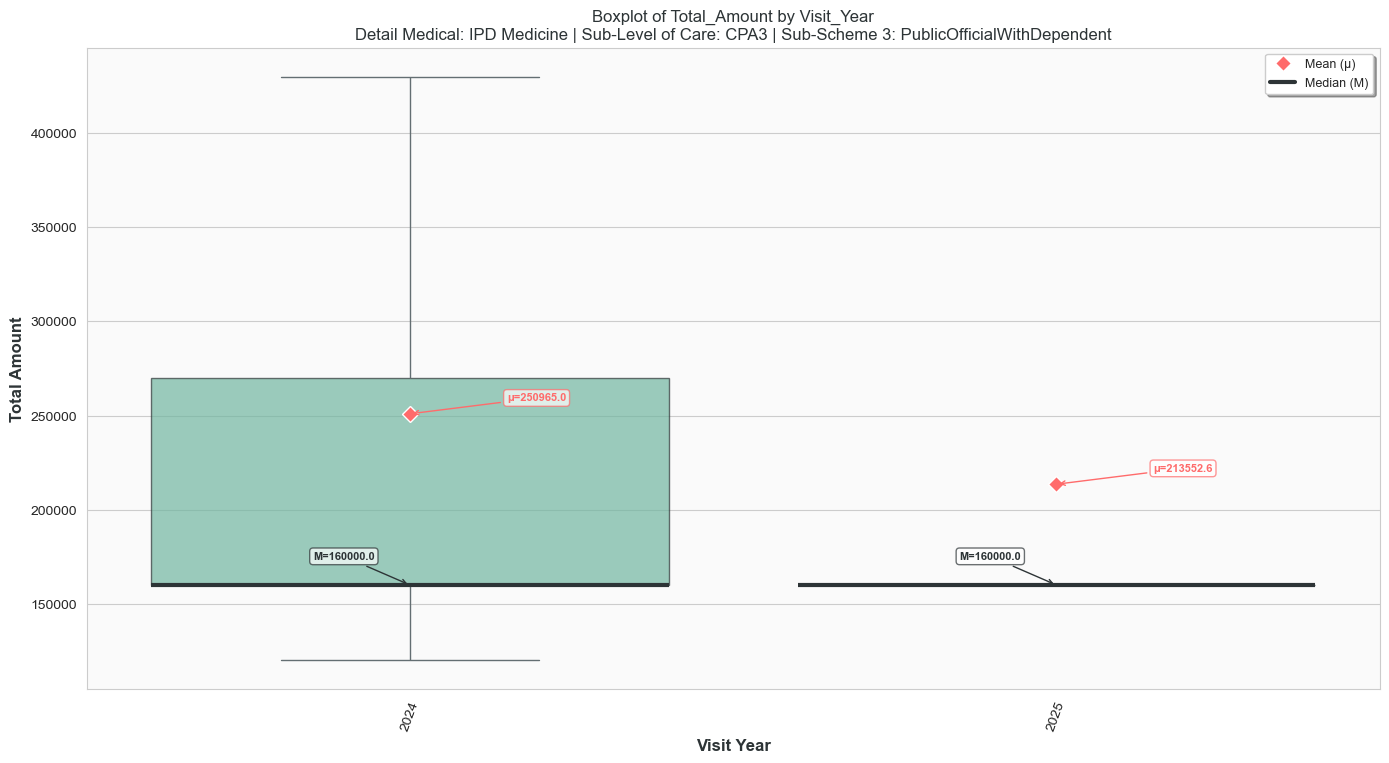 Boxplot of Total_Amount by Visit_Year
Detail Medical: IPD Medicine | Sub-Level of Care: CPA3 | Sub-Scheme 3: PublicOfficialWithDependent
Mean (μ)
Median (M)
Total Amount
400000
350000
300000
250000
200000
150000
μ=250965.0
M=160000.0
μ=213552.6
M=160000.0
2024
2025
Visit Year